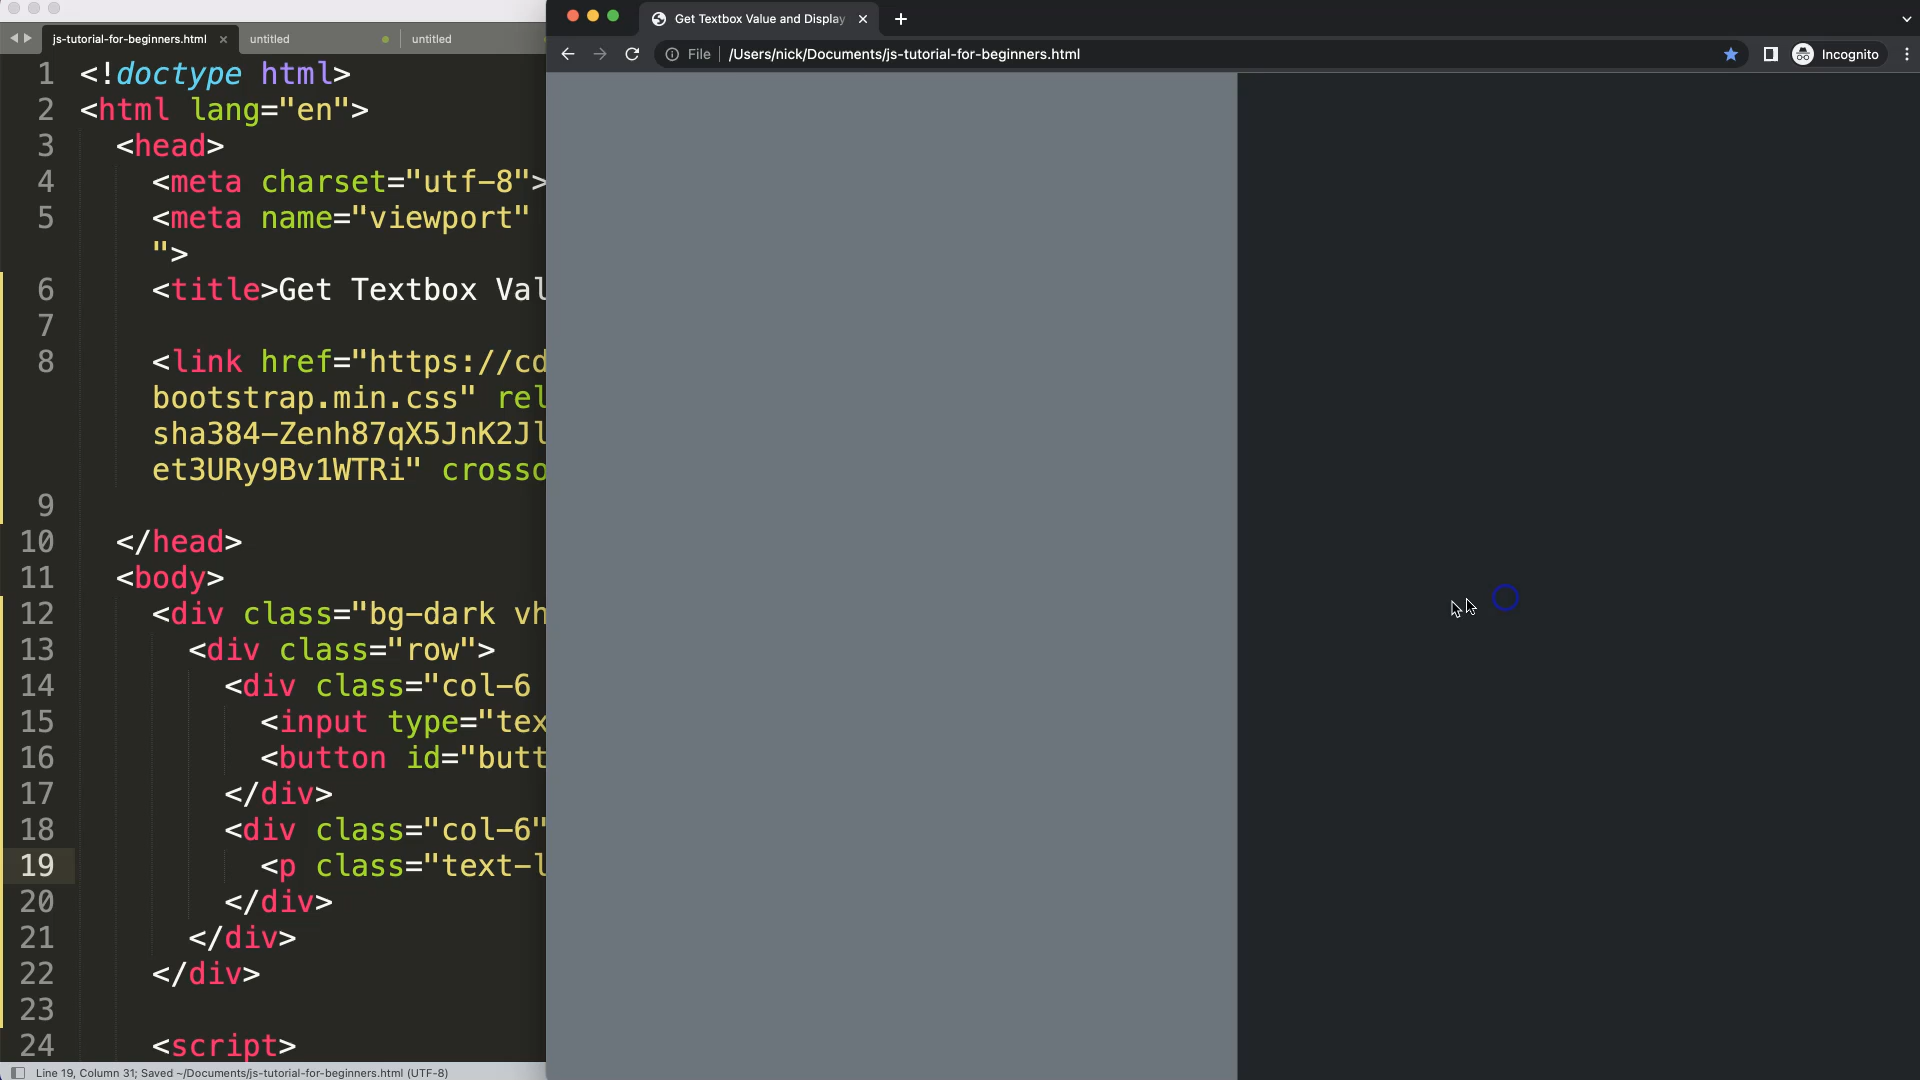 js-tutorial-for-beginners.html
untitled
untitled
Get Textbox Value and Display
File
/Users/nick/Documents/js-tutorial-for-beginners.html
Incognito
1 <!doctype html>
2 <html lang="en">
3 <head>
4 <meta charset="utf-8">
5 <meta name="viewport"
">
6 <title>Get Textbox Val
7
8 <link href="https://cd
bootstrap.min.css" rel
sha384-Zenh87qX5JnK2Jl
et3URy9Bv1WTRi" crosso
9
10 </head>
11 <body>
12 <div class="bg-dark vh
13 <div class="row">
14 <div class="col-6
15 <input type="tex
16 <button id="butt
17 </div>
18 <div class="col-6"
19 <p class="text-l
20 </div>
21 </div>
22 </div>
23
24 <script>
Line 19, Column 31; Saved ~/Documents/js-tutorial-for-beginners.html (UTF-8)